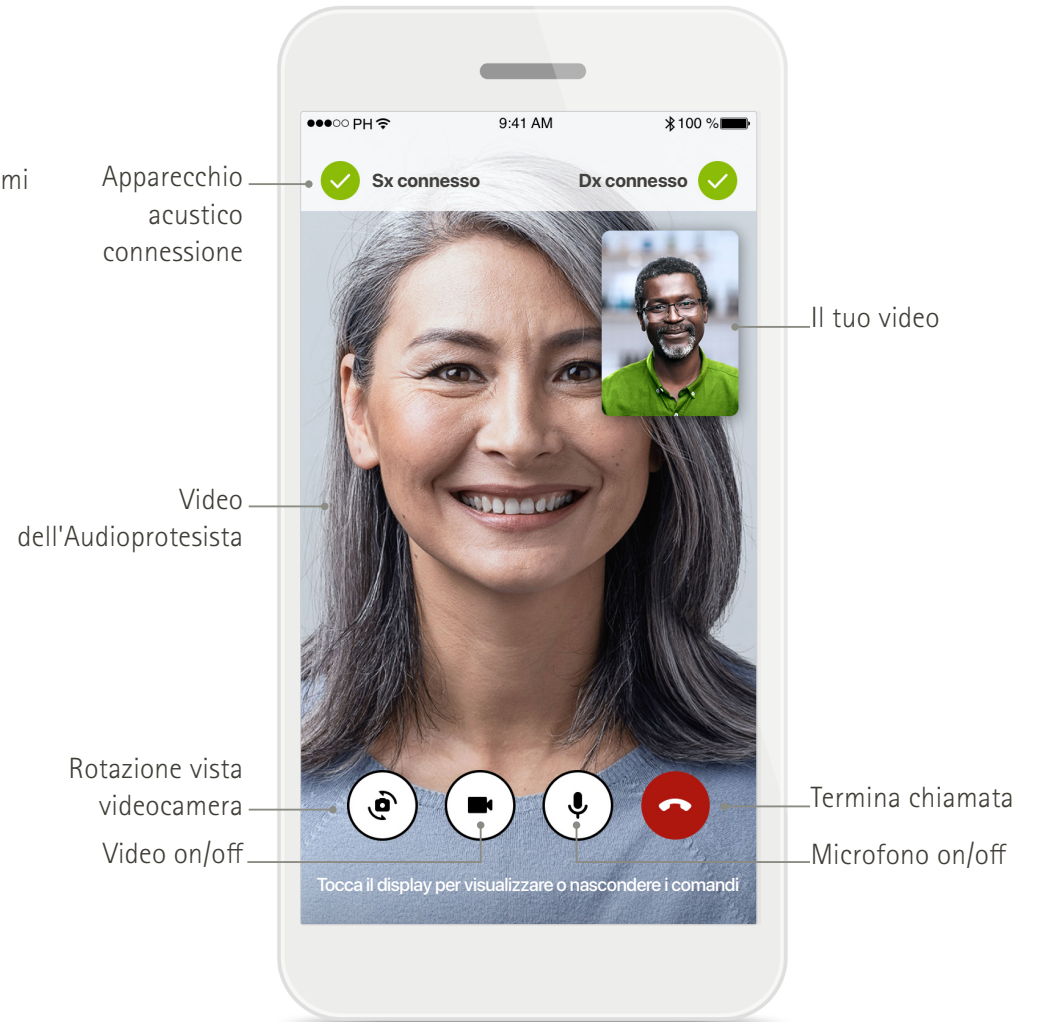 PH
9:41 AM
100 %
mi
Apparecchio
acustico
connessione
Sx connesso
Dx connesso
Il tuo video
Video
dell'Audioprotesista
Rotazione vista
videocamera
Video on/off
Termina chiamata
Microfono on/off
Tocca il display per visualizzare o nascondere i comandi